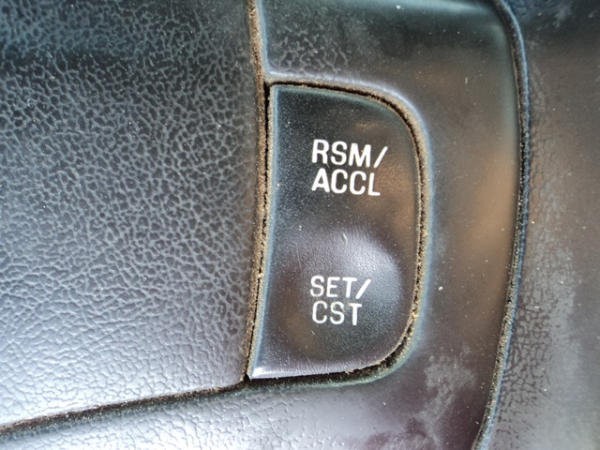 RSM/
ACCL
SET/
CST